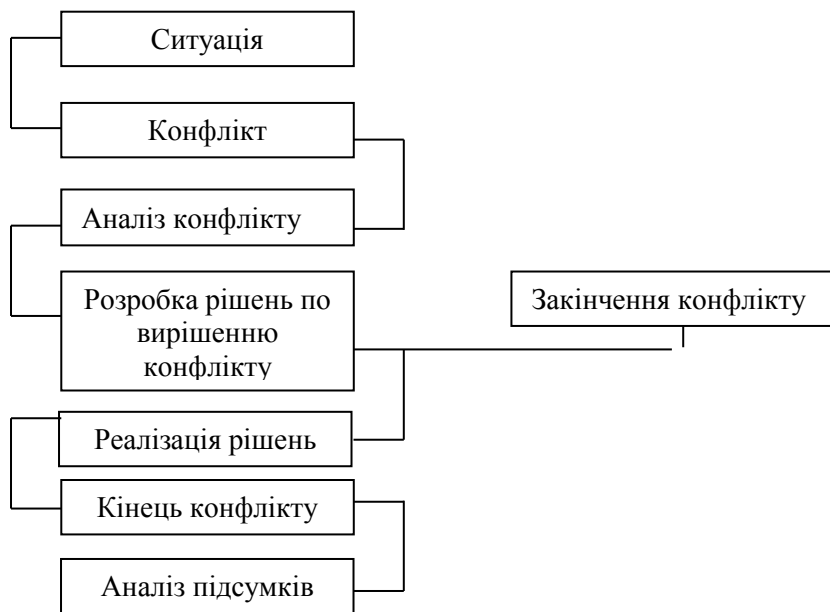 Ситуація
Конфлікт
Аналіз конфлікту
Розробка рішень по
вирішенню
конфлікту
Закінчення конфлікту
Реалізація рішень
Кінець конфлікту
Аналіз підсумків